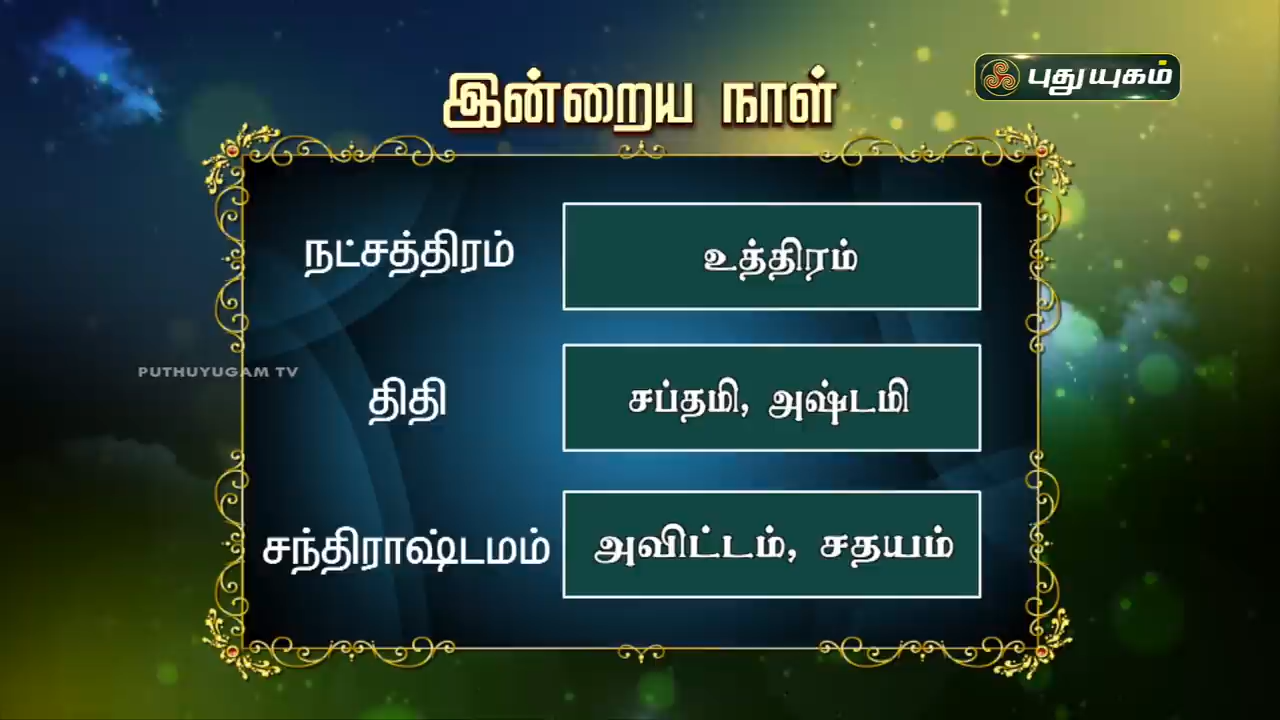 இன்றைய நாள்
புதுயுகம்
நட்சத்திரம்
உத்திரம்
PUTHUYUGAM TV
திதி
சப்தமி, அஷ்டமி
சந்திராஷ்டமம்
அவிட்டம், சதயம்